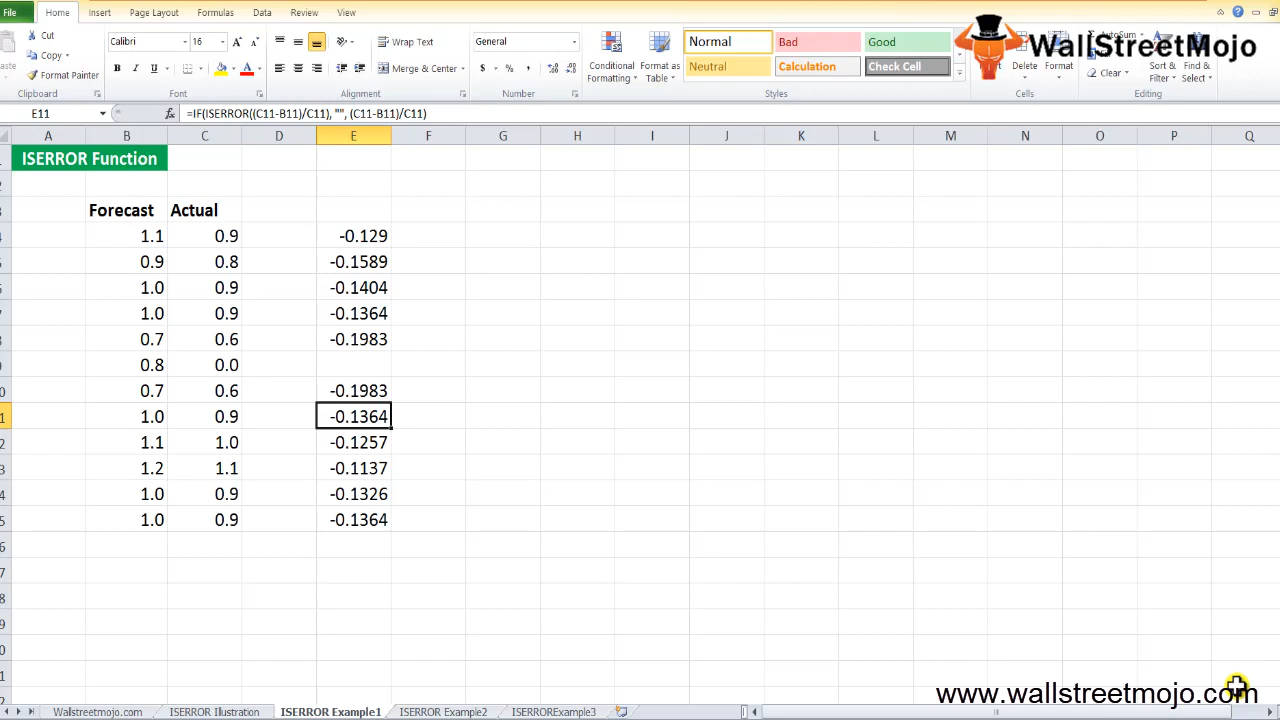 File Home Insert Page Layout Formulas Data Review View
Cut
Copy
Format Painter
Clipboard
Calibri 16
B I U
Font
Wrap Text
Merge & Center
Alignment
General
$ % ,
Number
Conditional Formatting
Format as Table
Normal Bad Good
Neutral Calculation Check Cell
Styles
Delete Format
Cells
AutoSum
Clear
Sort & Filter
Find & Select
Editing
WallStreetMojo
E11 fx =IF(ISERROR((C11-B11)/C11), "", (C11-B11)/C11)
A B C D E F G H I J K L M N O P Q
ISERROR Function
Forecast Actual
1.1 0.9 -0.129
0.9 0.8 -0.1589
1.0 0.9 -0.1404
1.0 0.9 -0.1364
0.7 0.6 -0.1983
0.8 0.0
0.7 0.6 -0.1983
1.0 0.9 -0.1364
1.1 1.0 -0.1257
1.2 1.1 -0.1137
1.0 0.9 -0.1326
1.0 0.9 -0.1364
www.wallstreetmojo.com
Wallstreetmojo.com ISERROR Illustration ISERROR Example1 ISERROR Example2 ISERRORExample3